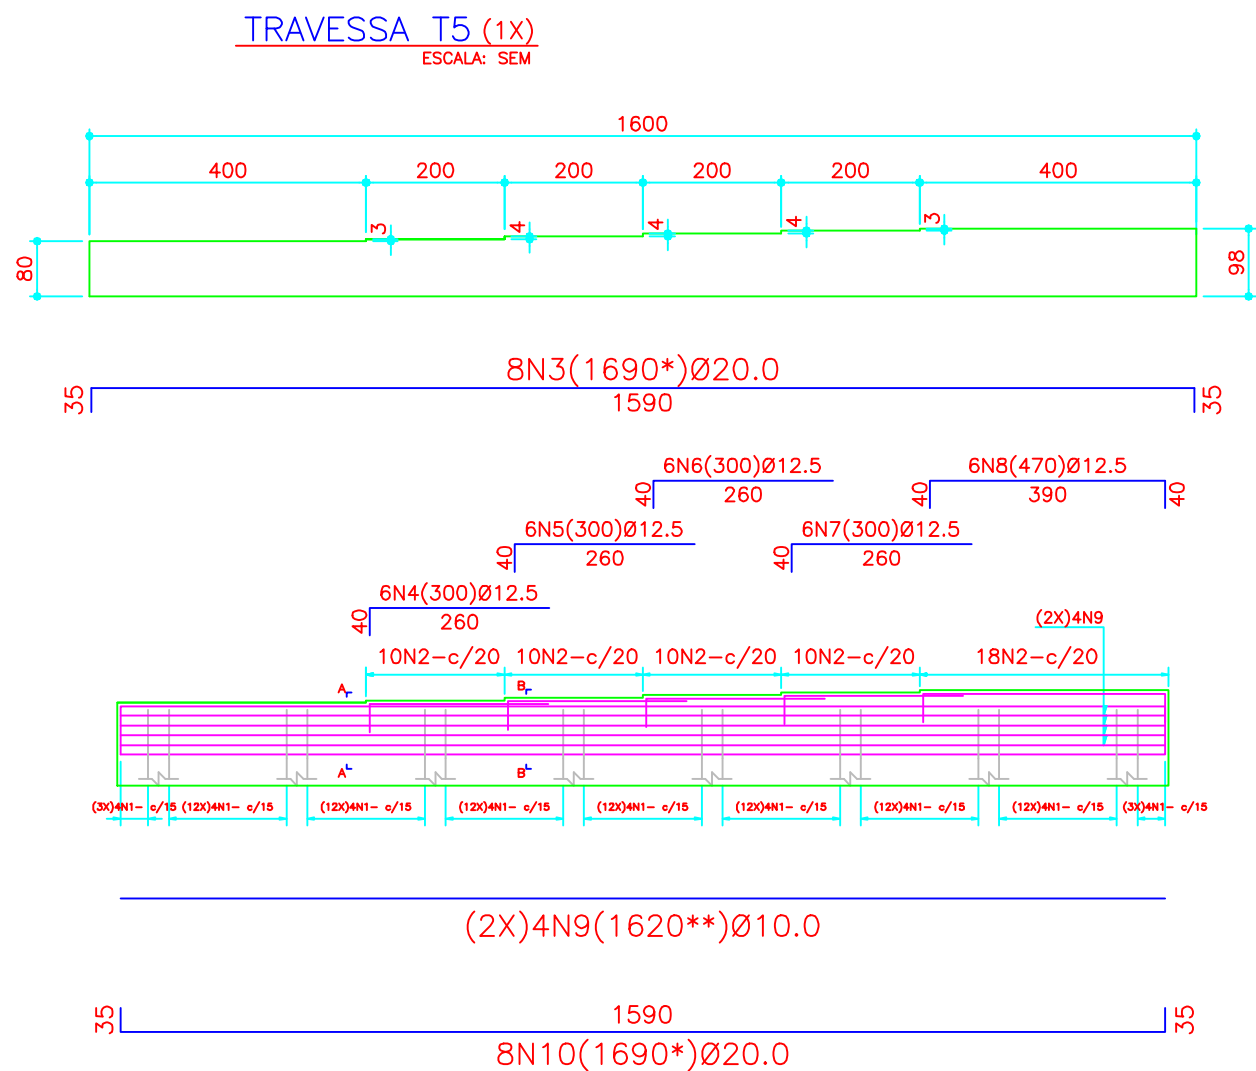 TRAVESSA T5 (1X)
ESCALA: SEM
1600
400 200 200 200 200 400
3 4 4 4 3
80 98
8N3(1690*)Ø20.0
35 1590 35
6N6(300)Ø12.5 6N8(470)Ø12.5
40 260 40 390 40
6N5(300)Ø12.5 6N7(300)Ø12.5
40 260 40 260
6N4(300)Ø12.5
40 260
(2X)4N9
10N2-c/20 10N2-c/20 10N2-c/20 10N2-c/20 18N2-c/20
A B
A B
(3X)4N1- c/15 (12X)4N1- c/15 (12X)4N1- c/15 (12X)4N1- c/15 (12X)4N1- c/15 (12X)4N1- c/15 (12X)4N1- c/15 (12X)4N1- c/15 (3X)4N1- c/15
(2X)4N9(1620**)Ø10.0
35 1590 35
8N10(1690*)Ø20.0